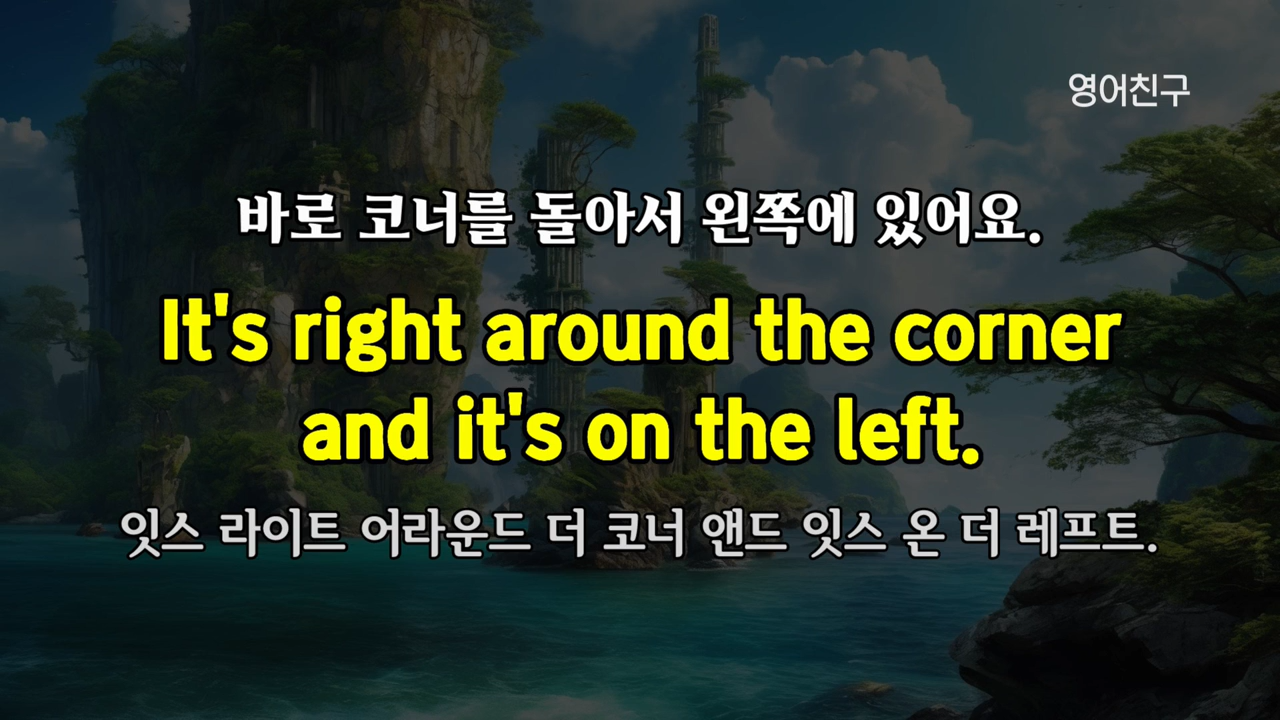 영어친구
바로 코너를 돌아서 왼쪽에 있어요.
It's right around the corner
and it's on the left.
잇스 라이트 어라운드 더 코너 앤드 잇스 온 더 레프트.